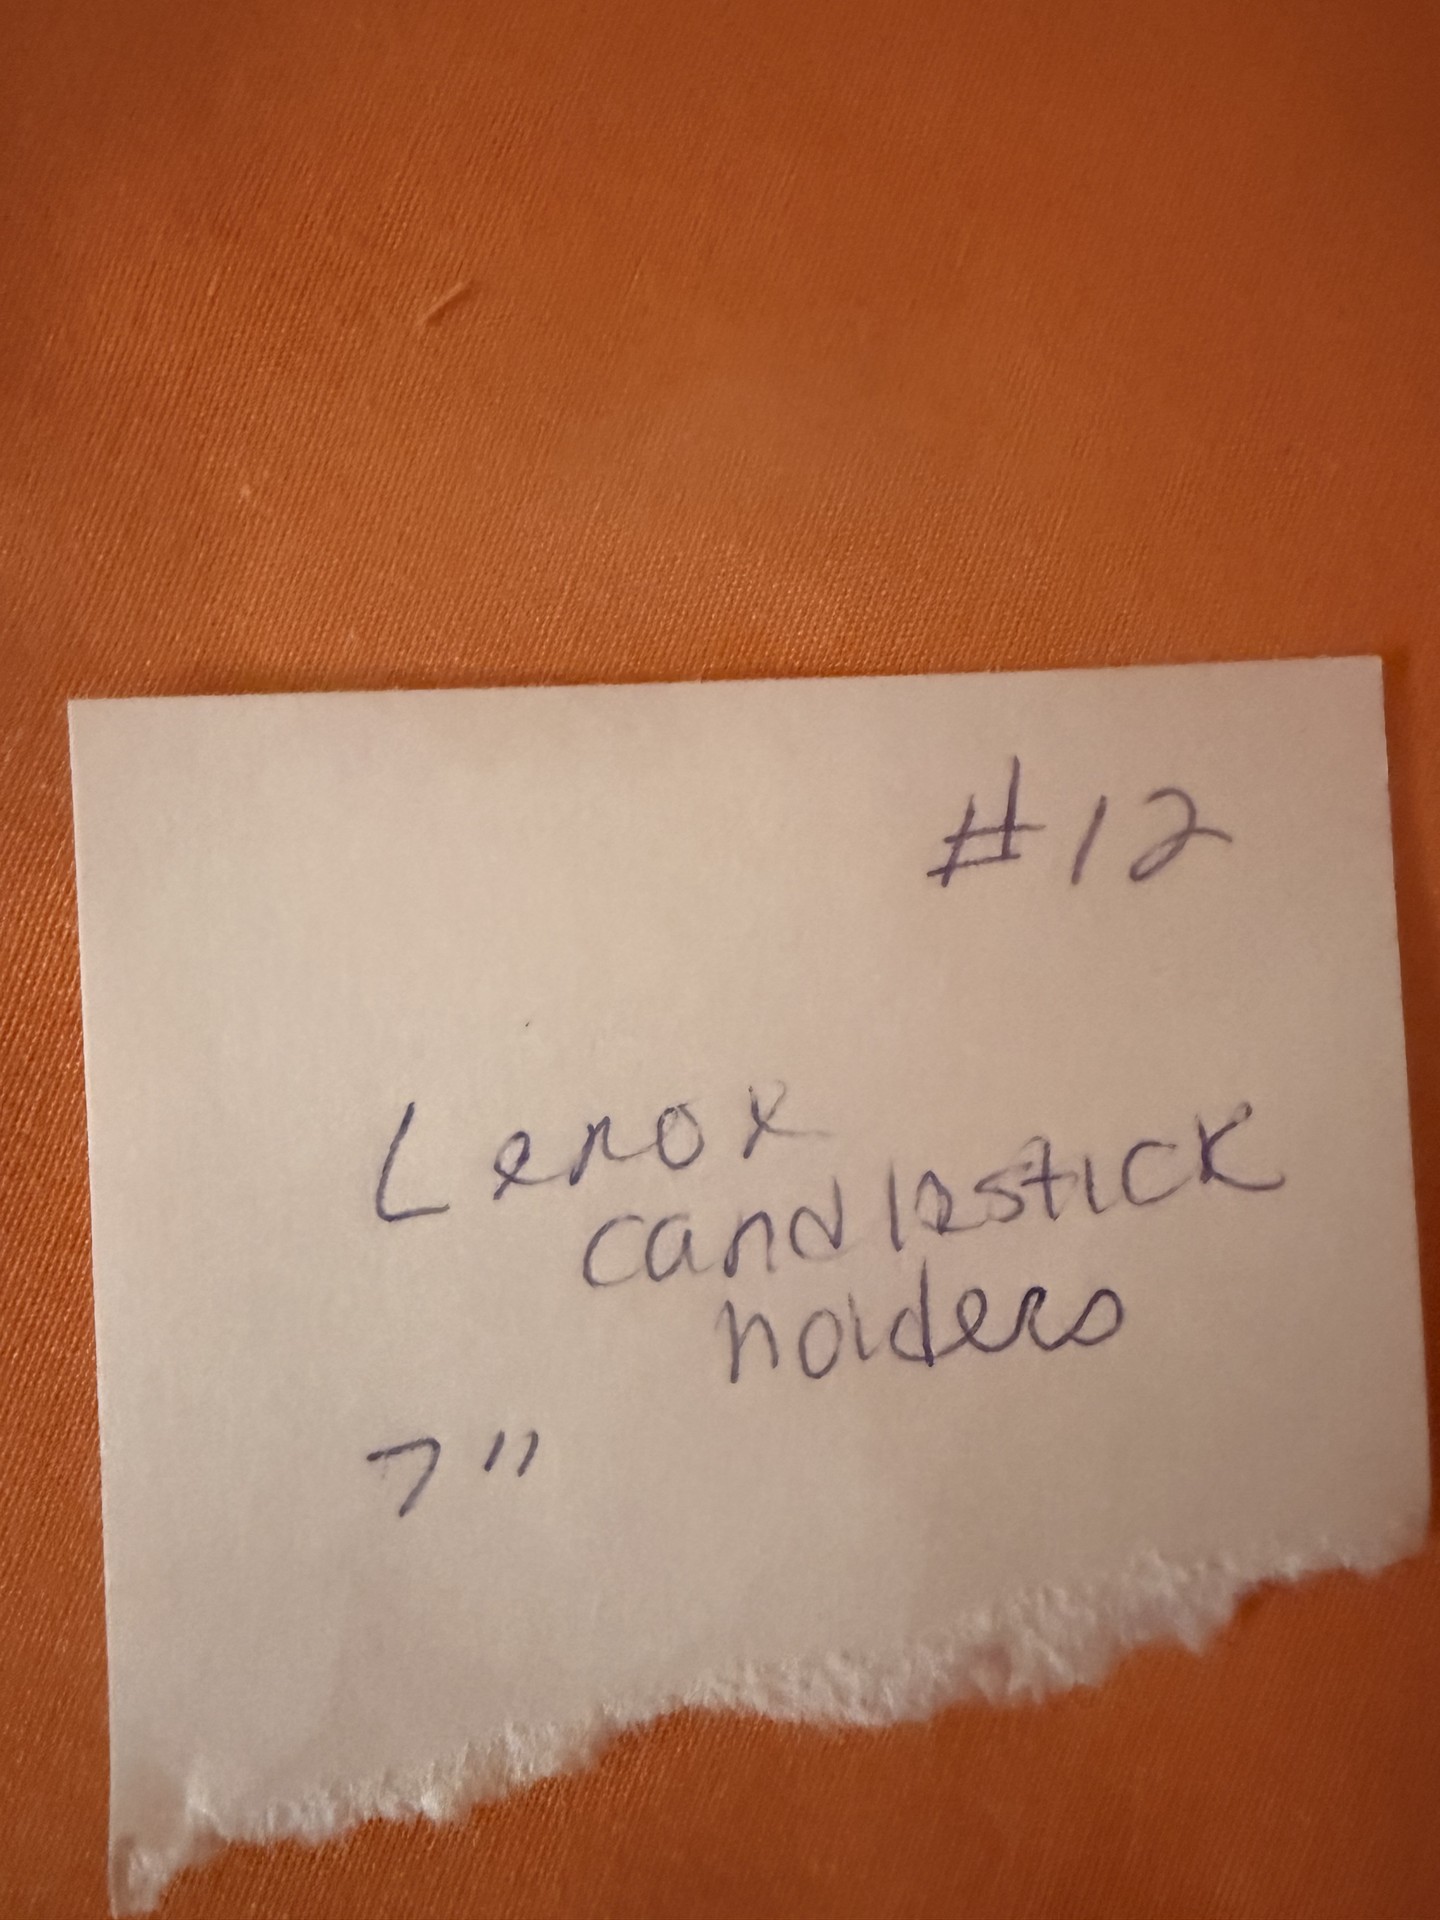 #12
Lenox
candlestick
holders
7"